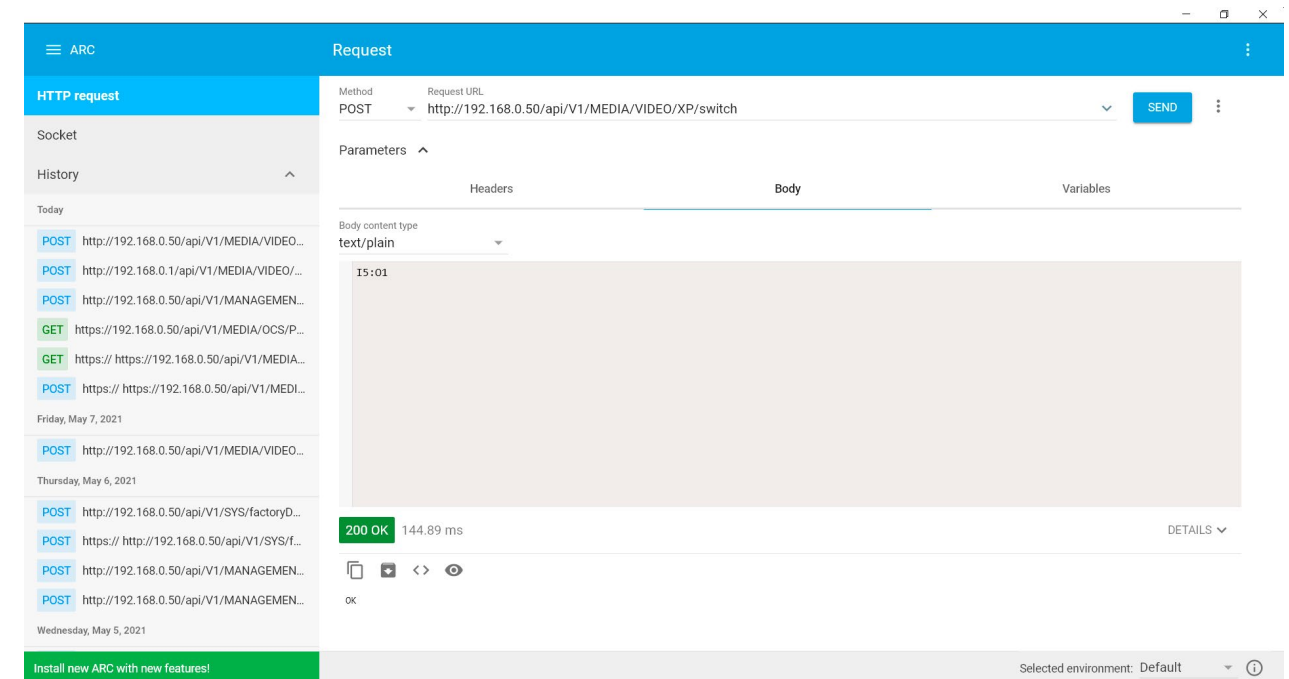 ARC
Request
HTTP request
Socket
History
Today
POST http://192.168.0.50/api/V1/MEDIA/VIDEO...
POST http://192.168.0.1/api/V1/MEDIA/VIDEO/...
POST http://192.168.0.50/api/V1/MANAGEMEN...
GET https://192.168.0.50/api/V1/MEDIA/OCS/P...
GET https:// https://192.168.0.50/api/V1/MEDIA...
POST https:// https://192.168.0.50/api/V1/MEDI...
Friday, May 7, 2021
POST http://192.168.0.50/api/V1/MEDIA/VIDEO...
Thursday, May 6, 2021
POST http://192.168.0.50/api/V1/SYS/factoryD...
POST https:// http://192.168.0.50/api/V1/SYS/f...
POST http://192.168.0.50/api/V1/MANAGEMEN...
POST http://192.168.0.50/api/V1/MANAGEMEN...
Wednesday, May 5, 2021
Install new ARC with new features!
Method
POST
Request URL
http://192.168.0.50/api/V1/MEDIA/VIDEO/XP/switch
SEND
Parameters
Headers Body Variables
Body content type
text/plain
I5:O1
200 OK 144.89 ms
DETAILS
OK
Selected environment: Default